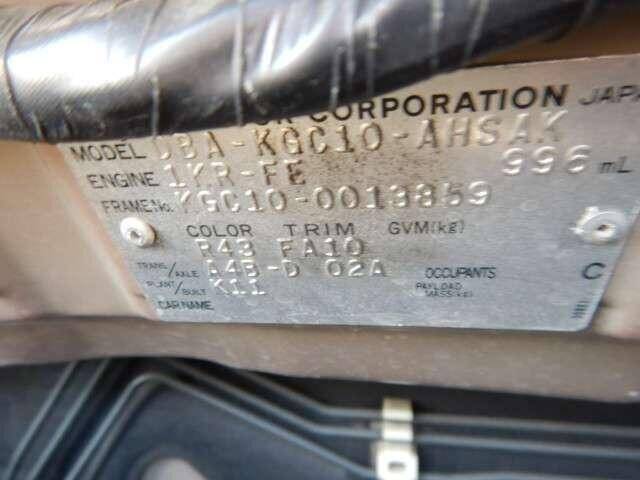 CORPORATION JAPA
MODEL DBA-KGC10-AHSAK
ENGINE 1KR-FE 996 mL
FRAME No. KGC10-0013859
COLOR TRIM GVM(kg)
R43 FA10
TRANS/AXLE A4B-D 02A OCCUPANTS C
PLANT/BUILT K11 PAYLOAD MASS(kg)
CAR NAME